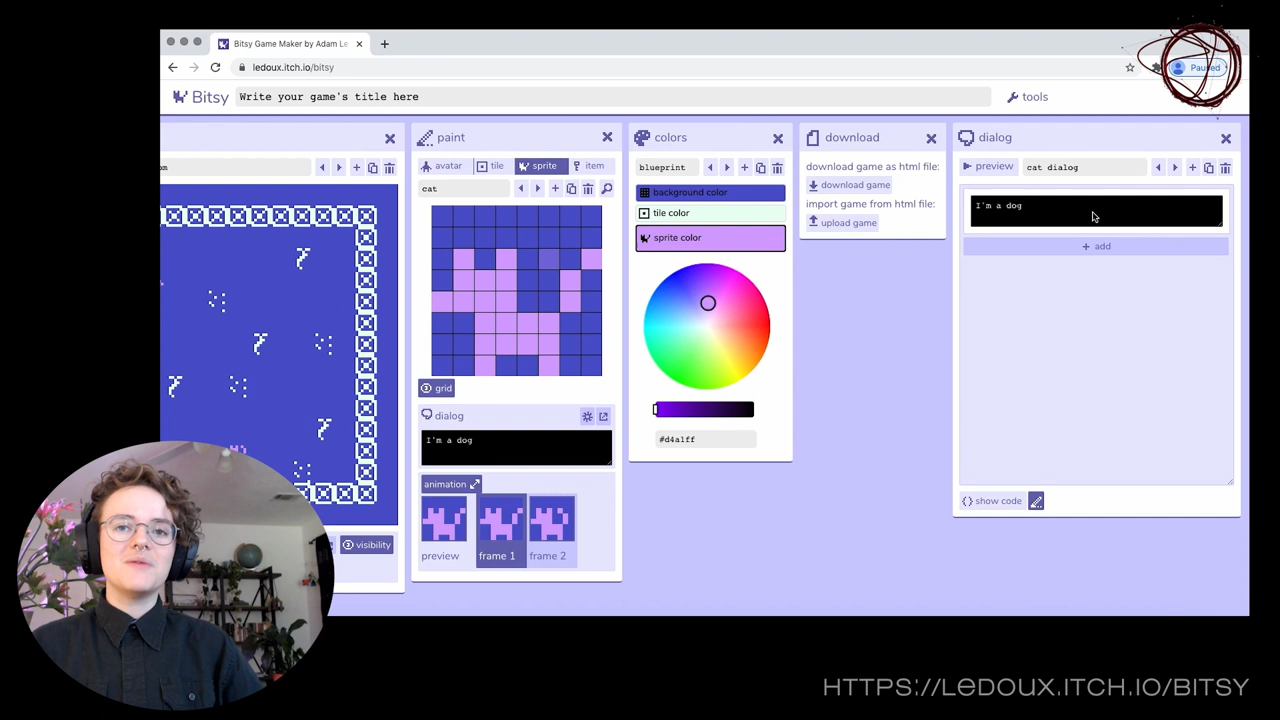 Bitsy Game Maker by Adam Le
ledoux.itch.io/bitsy
Paused
Bitsy
Write your game's title here
tools
paint
colors
download
dialog
om
avatar
tile
sprite
item
blueprint
download game as html file:
preview
cat dialog
cat
background color
download game
I'm a dog
import game from html file:
tile color
upload game
sprite color
+ add
grid
dialog
I'm a dog
#d4a1ff
animation
show code
visibility
preview
frame 1
frame 2
HTTPS://LEDOUX.ITCH.IO/BITSY